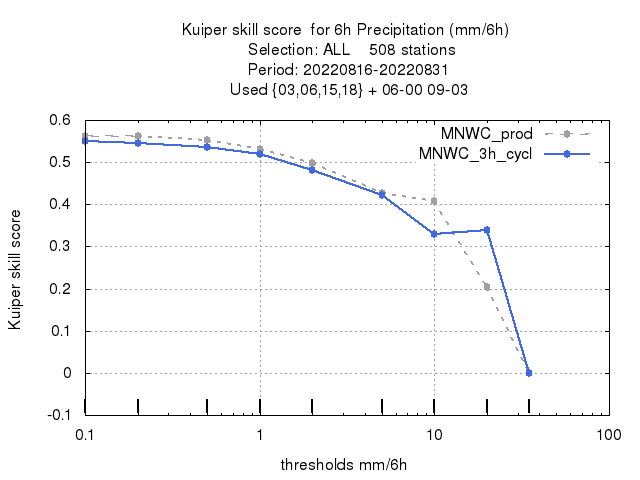 Kuiper skill score  for 6h Precipitation (mm/6h)
Selection: ALL    508 stations
Period: 20220816-20220831
Used {03,06,15,18} + 06-00 09-03
MNWC_prod
MNWC_3h_cycl
0.6
0.5
0.4
0.3
0.2
0.1
0
-0.1
Kuiper skill score
0.1 1 10 100
thresholds mm/6h